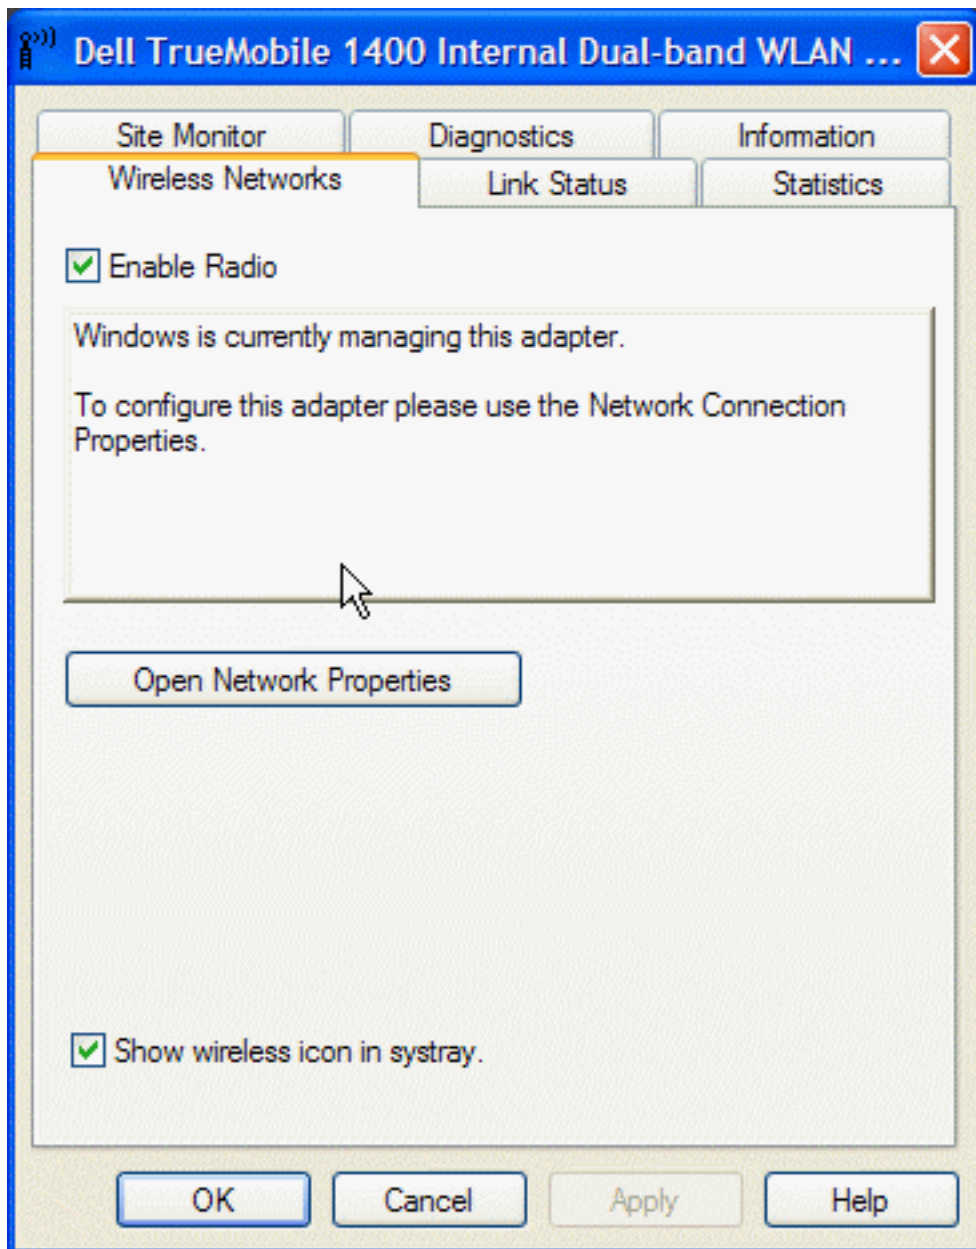 Dell TrueMobile 1400 Internal Dual-band WLAN ...
Site Monitor
Diagnostics
Information
Wireless Networks
Link Status
Statistics
Enable Radio
Windows is currently managing this adapter.
To configure this adapter please use the Network Connection
Properties.
Open Network Properties
Show wireless icon in systray.
OK
Cancel
Apply
Help